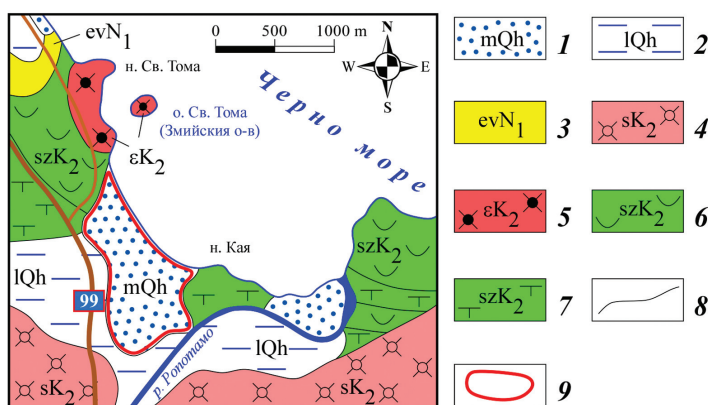 evN1
н. Св. Тома
0 500 1000 m
N
W E
S
о. Св. Тома
(Змийския о-в)
Черно море
εK2
szK2
lQh
99
mQh
н. Кая
szK2
р. Ропотамо
lQh
sK2
sK2
mQh 1
lQh 2
evN1 3
sK2 4
εK2 5
szK2 6
szK2 7
8
9